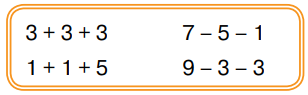 3 + 3 + 3 7 – 5 – 1
1 + 1 + 5 9 – 3 – 3